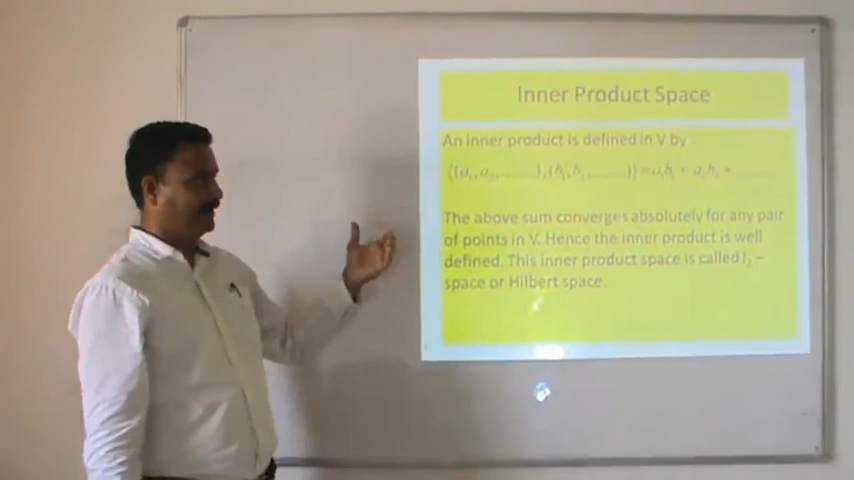 Inner Product Space
An inner product is defined in V by
⟨(a₁,a₂,.......),(b₁,b₂,.......)⟩ = a₁b₁ + a₂b₂ + .........
The above sum converges absolutely for any pair
of points in V. Hence the inner product is well
defined. This inner product space is called l₂ –
space or Hilbert space.